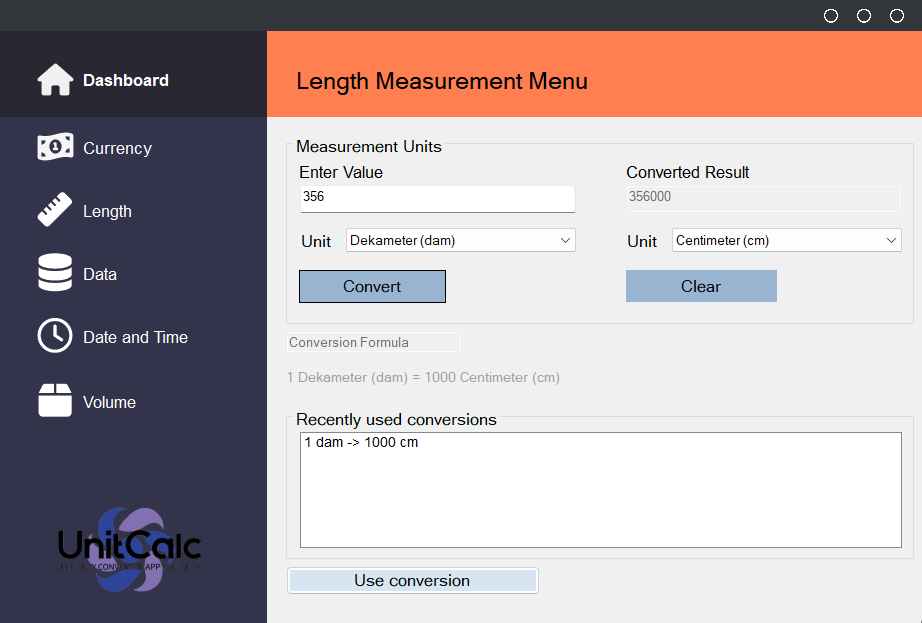 Dashboard
Currency
Length
Data
Date and Time
Volume
UnitCalc
Length Measurement Menu
Measurement Units
Enter Value
356
Unit
Dekameter (dam)
Convert
Converted Result
356000
Unit
Centimeter (cm)
Clear
Conversion Formula
1 Dekameter (dam) = 1000 Centimeter (cm)
Recently used conversions
1 dam -> 1000 cm
Use conversion